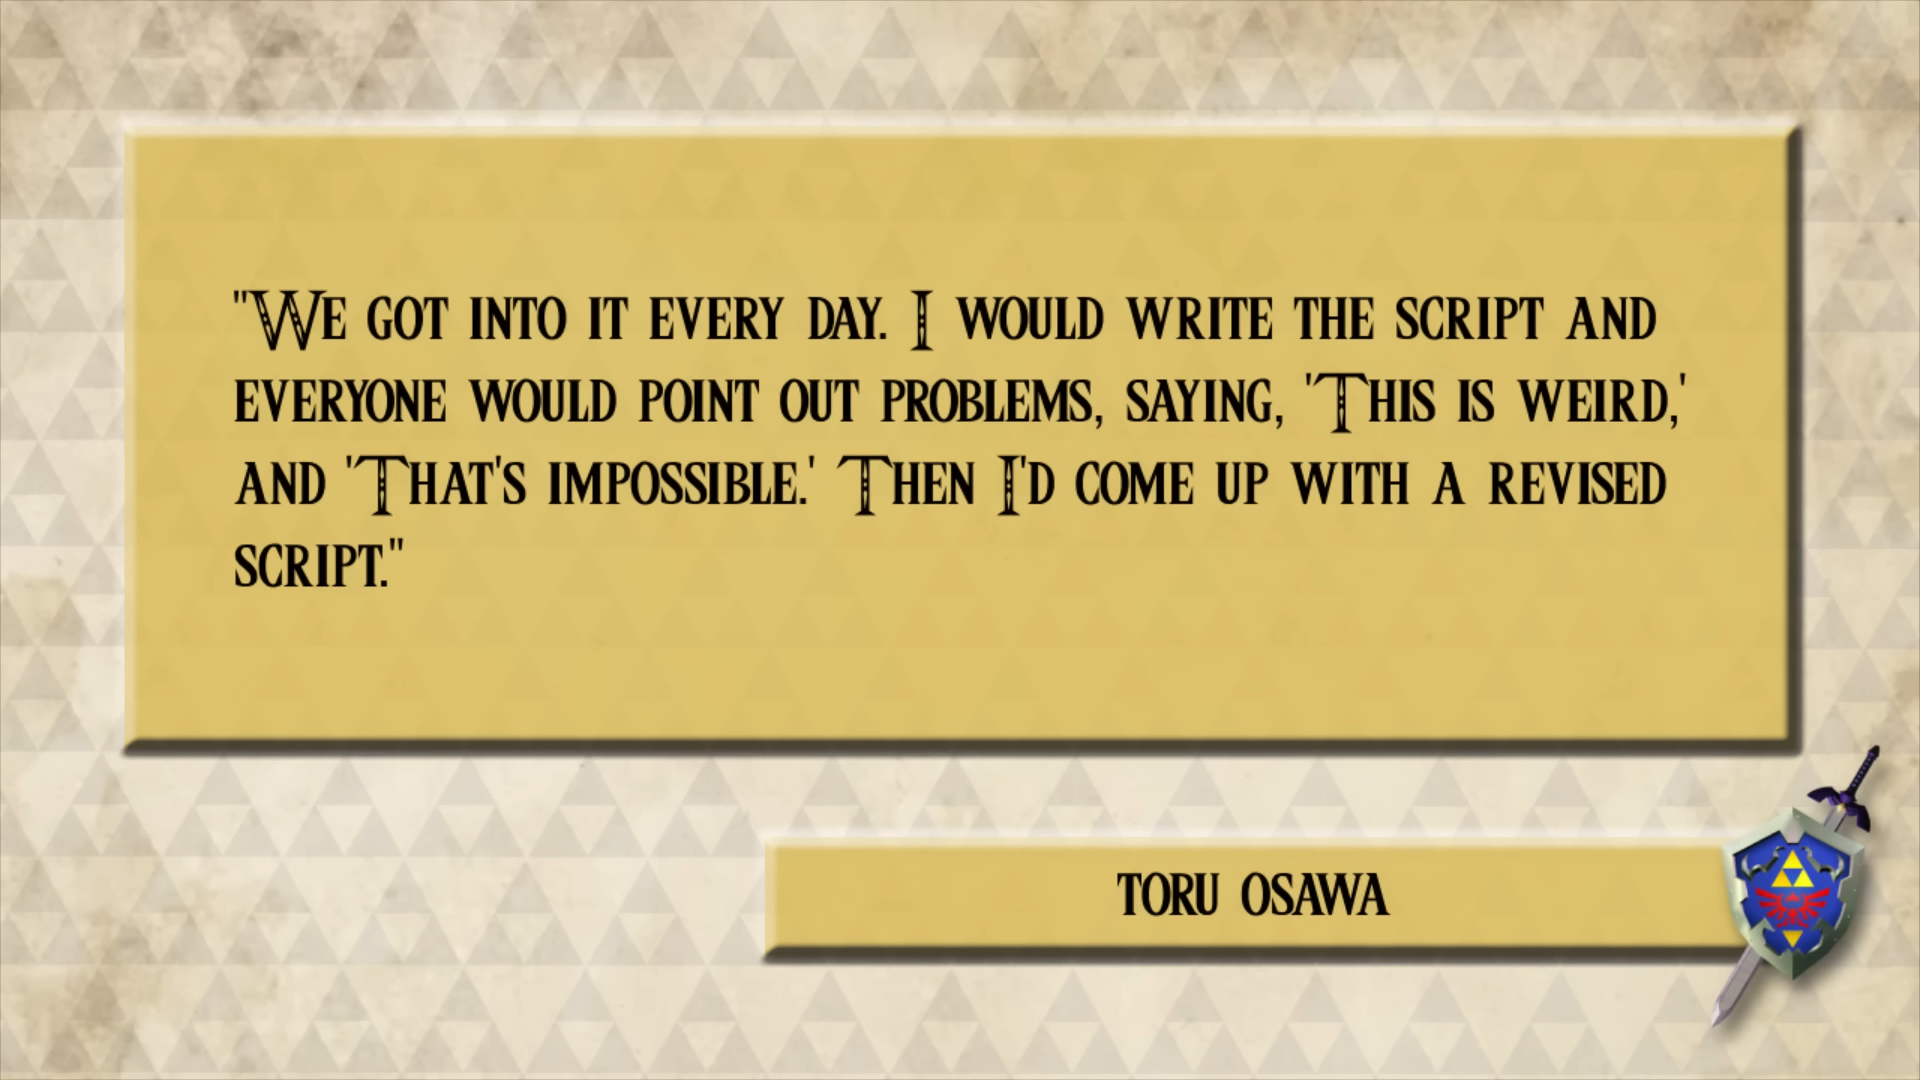 "We got into it every day. I would write the script and
everyone would point out problems, saying, 'This is weird,'
and 'That's impossible.' Then I'd come up with a revised
script."
TORU OSAWA